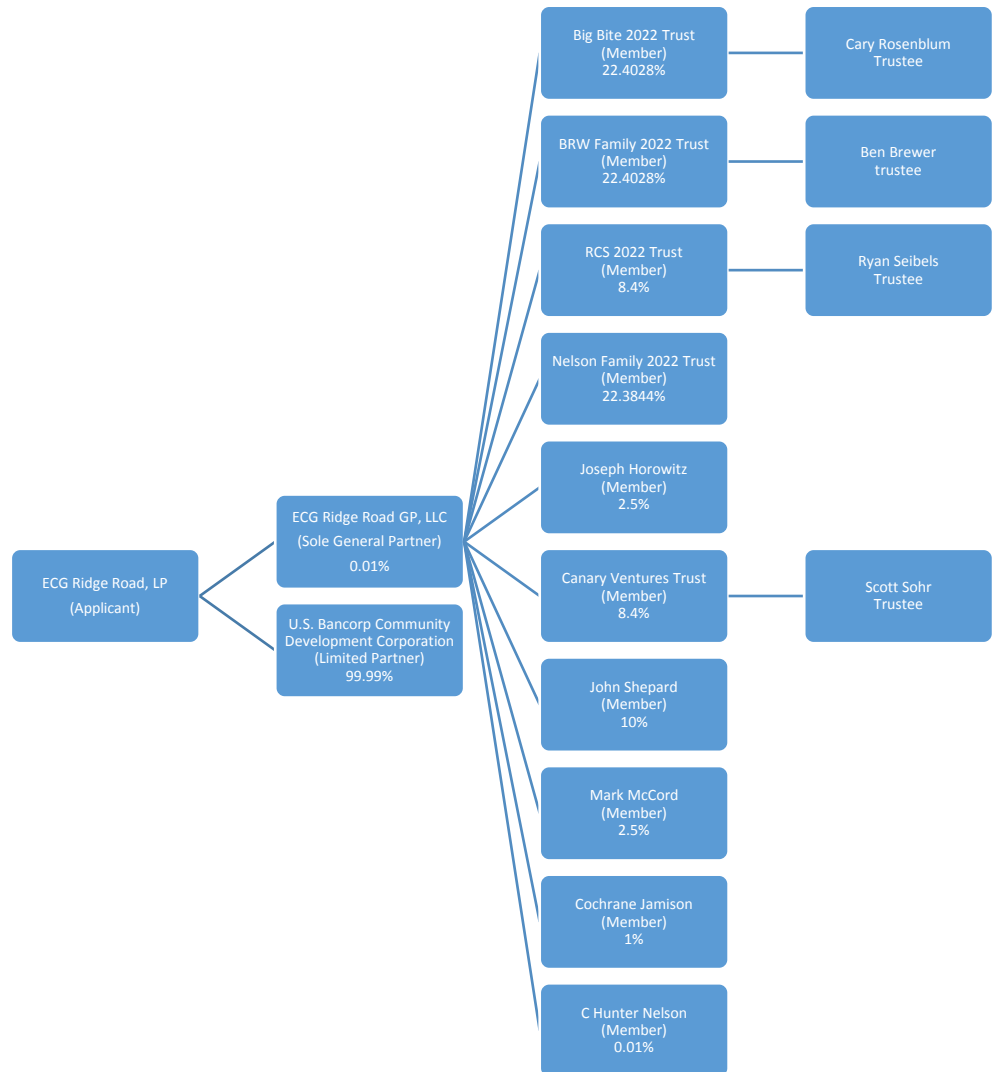 ECG Ridge Road, LP
(Applicant)
ECG Ridge Road GP, LLC
(Sole General Partner)
0.01%
U.S. Bancorp Community
Development Corporation
(Limited Partner)
99.99%
Big Bite 2022 Trust
(Member)
22.4028%
Cary Rosenblum
Trustee
BRW Family 2022 Trust
(Member)
22.4028%
Ben Brewer
trustee
RCS 2022 Trust
(Member)
8.4%
Ryan Seibels
Trustee
Nelson Family 2022 Trust
(Member)
22.3844%
Joseph Horowitz
(Member)
2.5%
Canary Ventures Trust
(Member)
8.4%
Scott Sohr
Trustee
John Shepard
(Member)
10%
Mark McCord
(Member)
2.5%
Cochrane Jamison
(Member)
1%
C Hunter Nelson
(Member)
0.01%